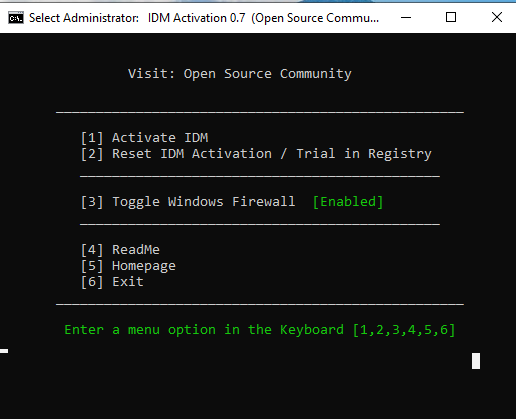 Select Administrator: IDM Activation 0.7 (Open Source Commu...
Visit: Open Source Community
[1] Activate IDM
[2] Reset IDM Activation / Trial in Registry
[3] Toggle Windows Firewall [Enabled]
[4] ReadMe
[5] Homepage
[6] Exit
Enter a menu option in the Keyboard [1,2,3,4,5,6]